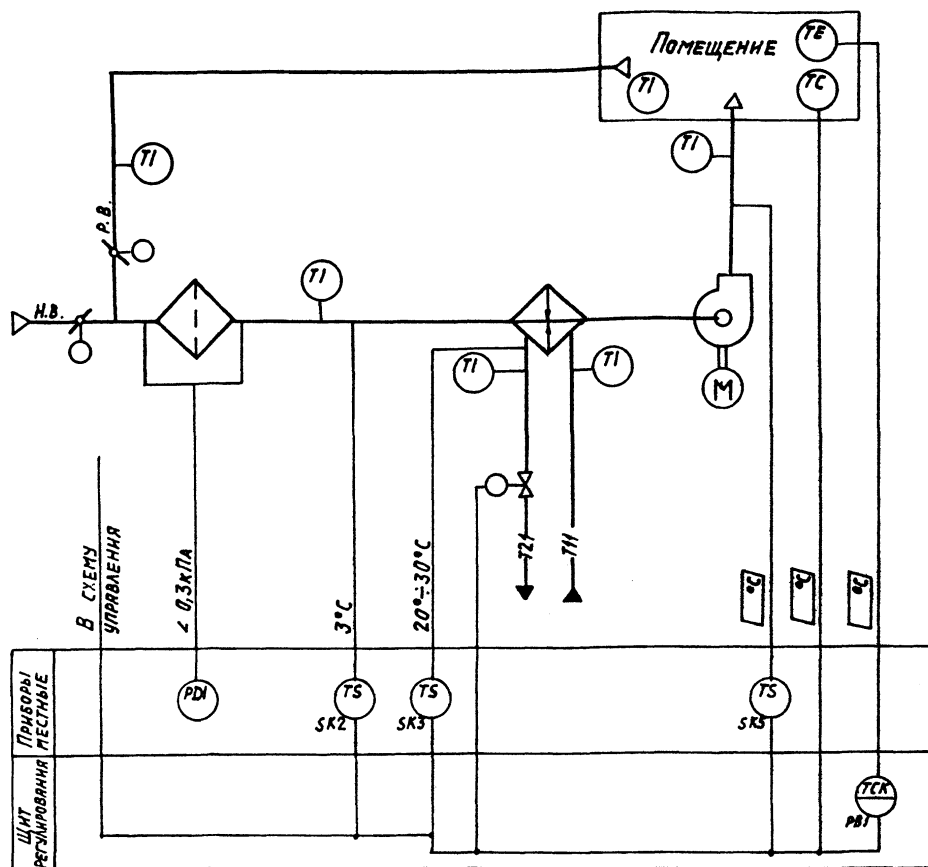 Помещение
TE
TC
TI
TI
TI
Р.В.
Н.В.
TI
TI
TI
М
В СХЕМУ
УПРАВЛЕНИЯ
< 0,3кПА
3°С
20°÷30°С
Т21
Т11
°С
°С
°С
ПРИБОРЫ
МЕСТНЫЕ
PDI
TS
SK2
TS
SK3
TS
SK5
ЩИТ
РЕГУЛИРОВАНИЯ
TCK
PB1